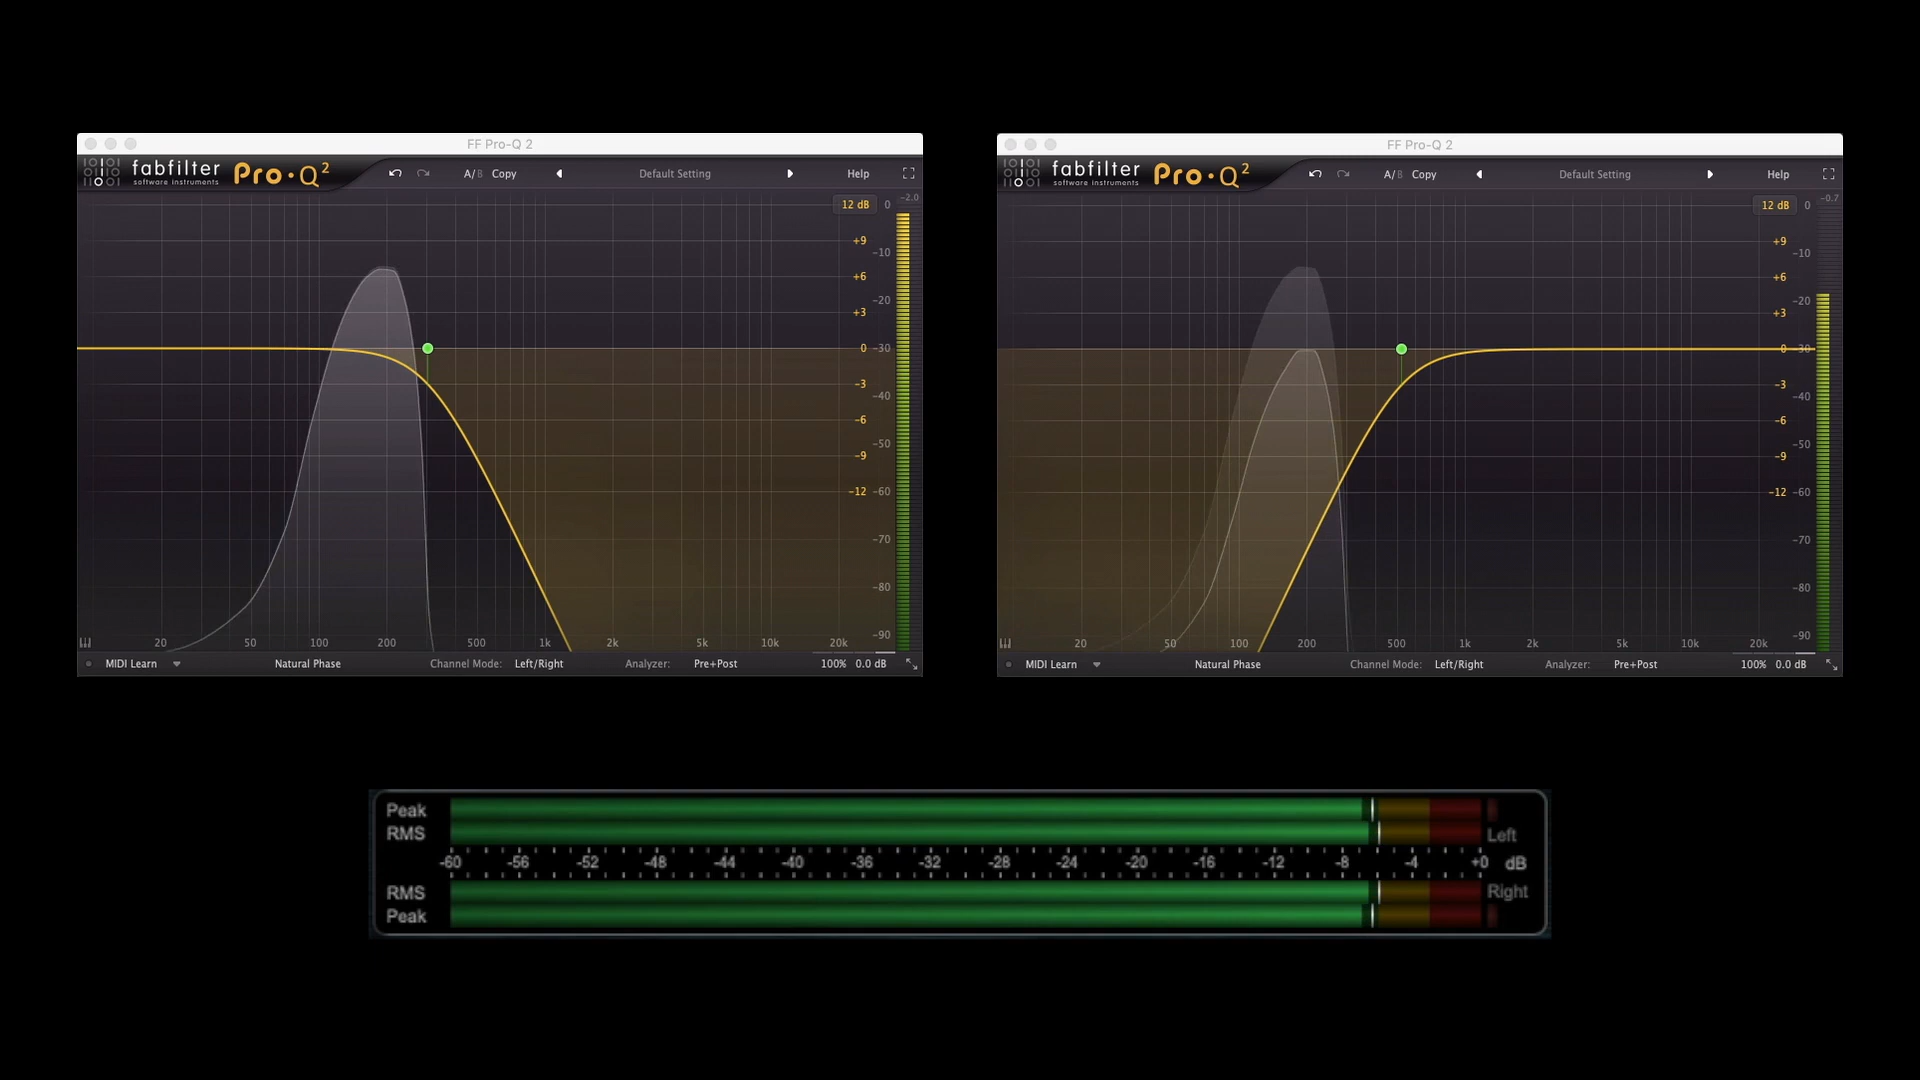 FF Pro-Q 2
fabfilter
software instruments
Pro·Q²
A/B Copy
Default Setting
Help
12 dB 0 -2.0
+9 -10
+6 -20
+3
0 -30
-3 -40
-6 -50
-9
-12 -60
-70
-80
-90
20 50 100 200 500 1k 2k 5k 10k 20k
MIDI Learn Natural Phase Channel Mode: Left/Right Analyzer: Pre+Post 100% 0.0 dB
FF Pro-Q 2
fabfilter
software instruments
Pro·Q²
A/B Copy
Default Setting
Help
12 dB 0 -0.7
+9 -10
+6 -20
+3
0 -30
-3 -40
-6 -50
-9
-12 -60
-70
-80
-90
20 50 100 200 500 1k 2k 5k 10k 20k
MIDI Learn Natural Phase Channel Mode: Left/Right Analyzer: Pre+Post 100% 0.0 dB
Peak
RMS Left
-60 -56 -52 -48 -44 -40 -36 -32 -28 -24 -20 -16 -12 -8 -4 +0 dB
RMS Right
Peak